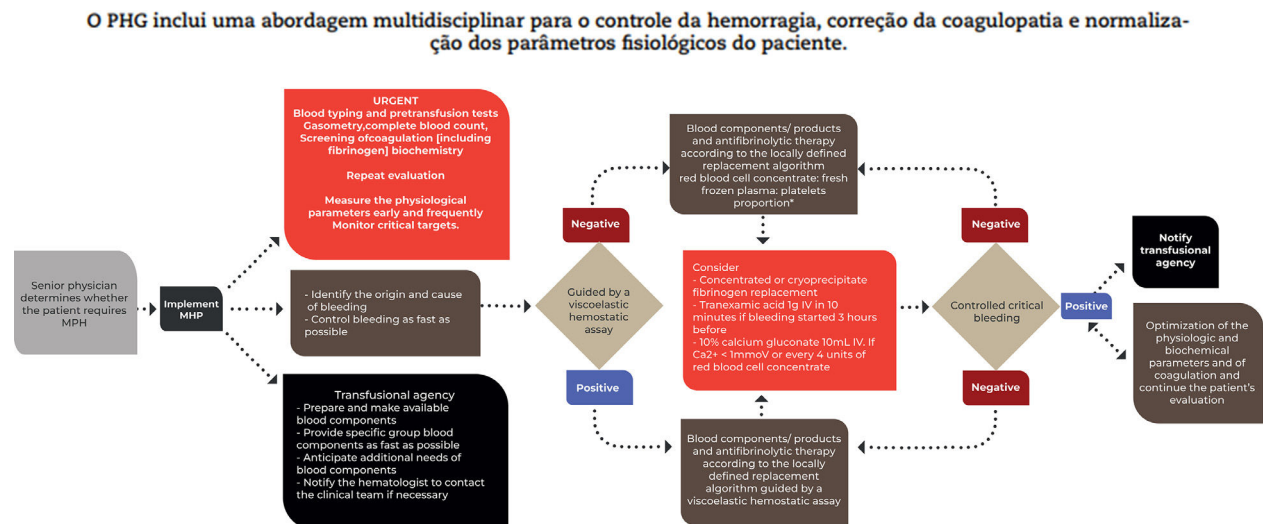 O PHG inclui uma abordagem multidisciplinar para o controle da hemorragia, correção da coagulopatia e normaliza-
ção dos parâmetros fisiológicos do paciente.
Senior physician
determines whether
the patient requires
MPH
Implement
MHP
URGENT
Blood typing and pretransfusion tests
Gasometry,complete blood count,
Screening ofcoagulation [including
fibrinogen] biochemistry
Repeat evaluation
Measure the physiological
parameters early and frequently
Monitor critical targets.
- Identify the origin and cause
of bleeding
- Control bleeding as fast as
possible
Transfusional agency
- Prepare and make available
blood components
- Provide specific group blood
components as fast as possible
- Anticipate additional needs of
blood components
- Notify the hematologist to contact
the clinical team if necessary
Negative
Guided by a
viscoelastic
hemostatic
assay
Positive
Blood components/ products
and antifibrinolytic therapy
according to the locally defined
replacement algorithm
red blood cell concentrate: fresh
frozen plasma: platelets
proportion*
Consider
- Concentrated or cryoprecipitate
fibrinogen replacement
- Tranexamic acid 1g IV in 10
minutes if bleeding started 3 hours
before
- 10% calcium gluconate 10mL IV. If
Ca2+ < 1mmoV or every 4 units of
red blood cell concentrate
Blood components/ products
and antifibrinolytic therapy
according to the locally
defined replacement
algorithm guided by a
viscoelastic hemostatic assay
Negative
Controlled critical
bleeding
Negative
Positive
Notify
transfusional
agency
Optimization of the
physiologic and
biochemical
parameters and of
coagulation and
continue the patient's
evaluation